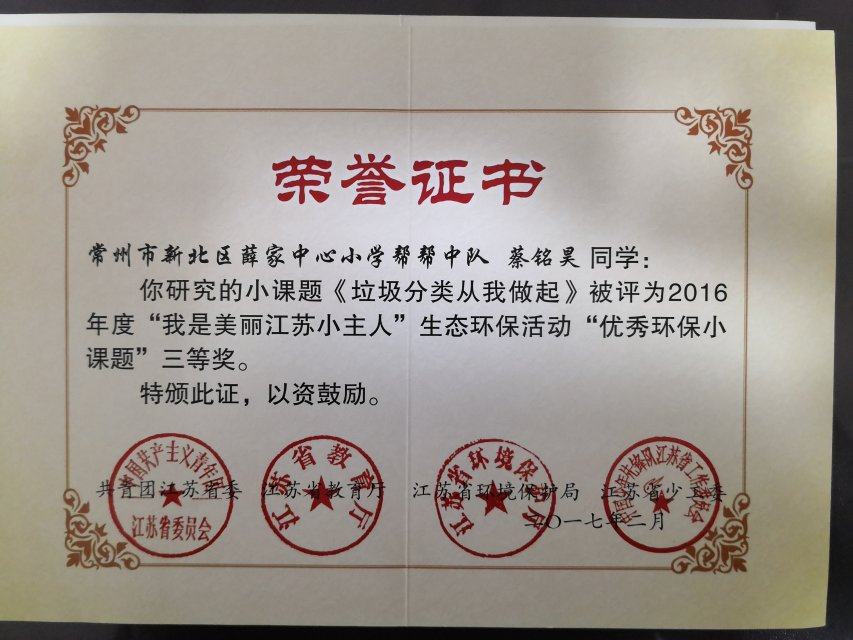 荣誉证书
常州市新北区薛家中心小学帮帮中队 蔡铭昊 同学：
你研究的小课题《垃圾分类从我做起》被评为2016
年度“我是美丽江苏小主人”生态环保活动“优秀环保小
课题”三等奖。
特颁此证，以资鼓励。
中国共产主义青年团
江苏省委员会
江苏省教育厅
江苏省环境保护厅
中国少年先锋队江苏省工作委员会
共青团江苏省委 江苏省教育厅 江苏省环境保护局 江苏省少工委
二〇一七年二月